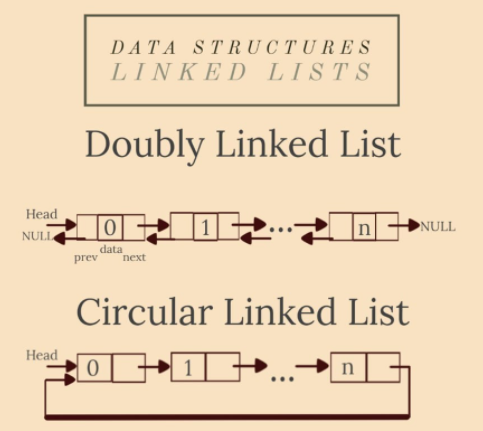 DATA STRUCTURES
LINKED LISTS
Doubly Linked List
Head
0 1 ... n
NULL NULL
prev data next
Circular Linked List
Head
0 1 ... n